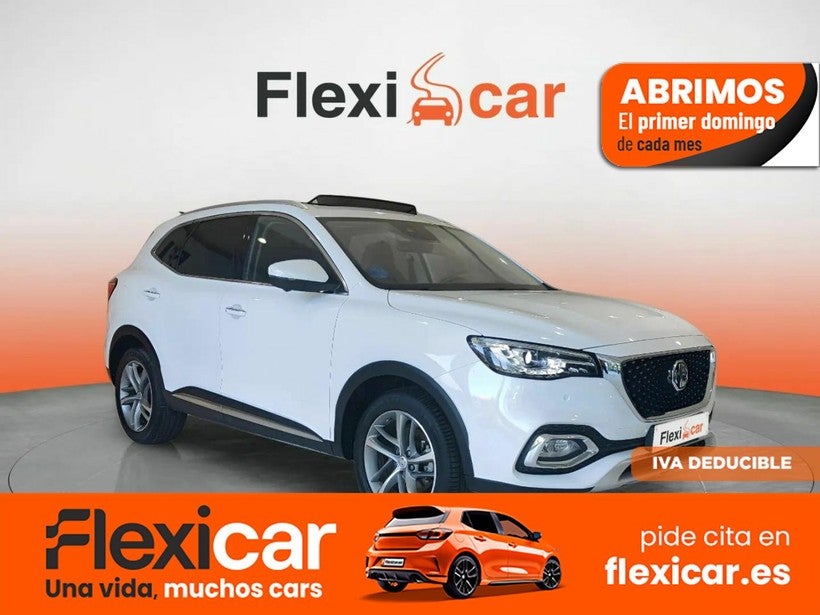 Flexicar
ABRIMOS
El primer domingo
de cada mes
MG
Flexicar
IVA DEDUCIBLE
Flexicar
Una vida, muchos cars
pide cita en
flexicar.es